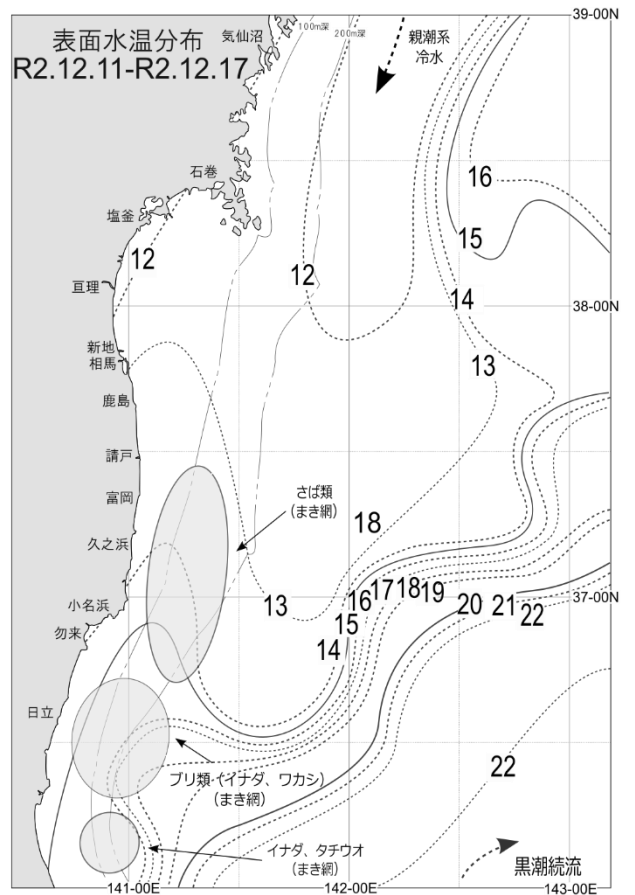 表面水温分布
R2.12.11-R2.12.17
気仙沼
100m深
200m深
親潮系
冷水
39-00N
石巻
塩釜
亘理
新地
相馬
鹿島
請戸
富岡
久之浜
小名浜
勿来
日立
12
12
16
15
14
13
38-00N
さば類
(まき網)
18
13
14
15
16
17
18
19
20
21
22
37-00N
22
ブリ類(イナダ、ワカシ)
(まき網)
イナダ、タチウオ
(まき網)
黒潮続流
141-00E
142-00E
143-00E